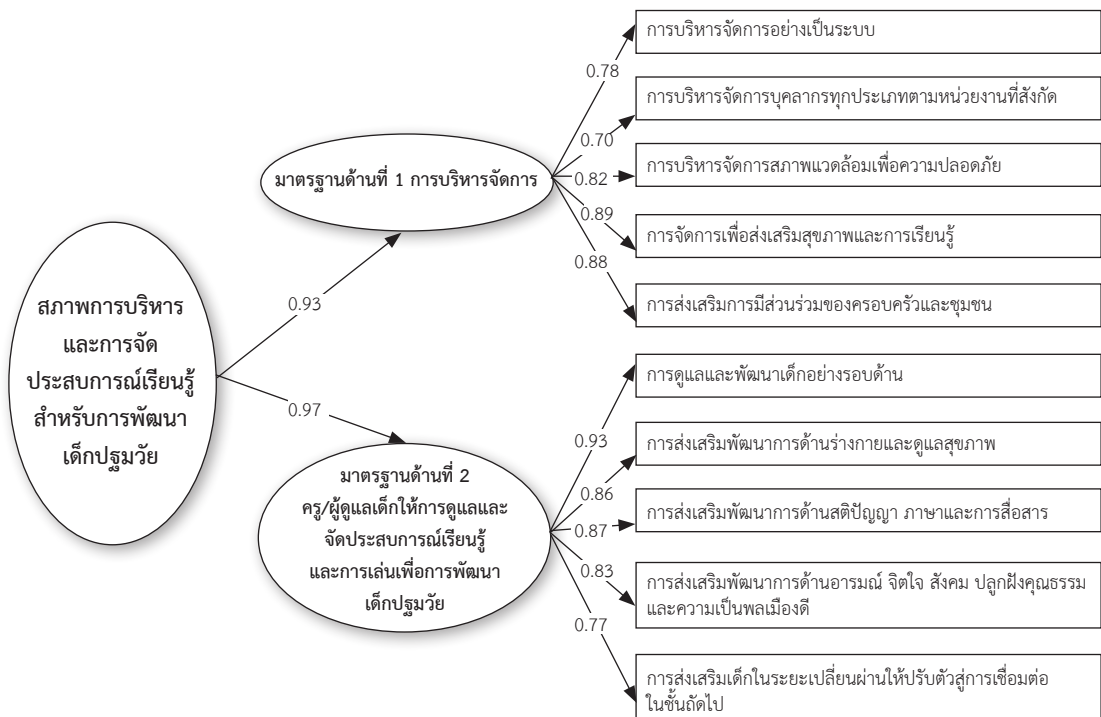 สภาพการบริหาร
และการจัด
ประสบการณ์เรียนรู้
สำหรับการพัฒนา
เด็กปฐมวัย
0.93
0.97
มาตรฐานด้านที่ 1 การบริหารจัดการ
0.78
0.70
0.82
0.89
0.88
การบริหารจัดการอย่างเป็นระบบ
การบริหารจัดการบุคลากรทุกประเภทตามหน่วยงานที่สังกัด
การบริหารจัดการสภาพแวดล้อมเพื่อความปลอดภัย
การจัดการเพื่อส่งเสริมสุขภาพและการเรียนรู้
การส่งเสริมการมีส่วนร่วมของครอบครัวและชุมชน
มาตรฐานด้านที่ 2
ครู/ผู้ดูแลเด็กให้การดูแลและ
จัดประสบการณ์เรียนรู้
และการเล่นเพื่อการพัฒนา
เด็กปฐมวัย
0.93
0.86
0.87
0.83
0.77
การดูแลและพัฒนาเด็กอย่างรอบด้าน
การส่งเสริมพัฒนาการด้านร่างกายและดูแลสุขภาพ
การส่งเสริมพัฒนาการด้านสติปัญญา ภาษาและการสื่อสาร
การส่งเสริมพัฒนาการด้านอารมณ์ จิตใจ สังคม ปลูกฝังคุณธรรม
และความเป็นพลเมืองดี
การส่งเสริมเด็กในระยะเปลี่ยนผ่านให้ปรับตัวสู่การเชื่อมต่อ
ในชั้นถัดไป